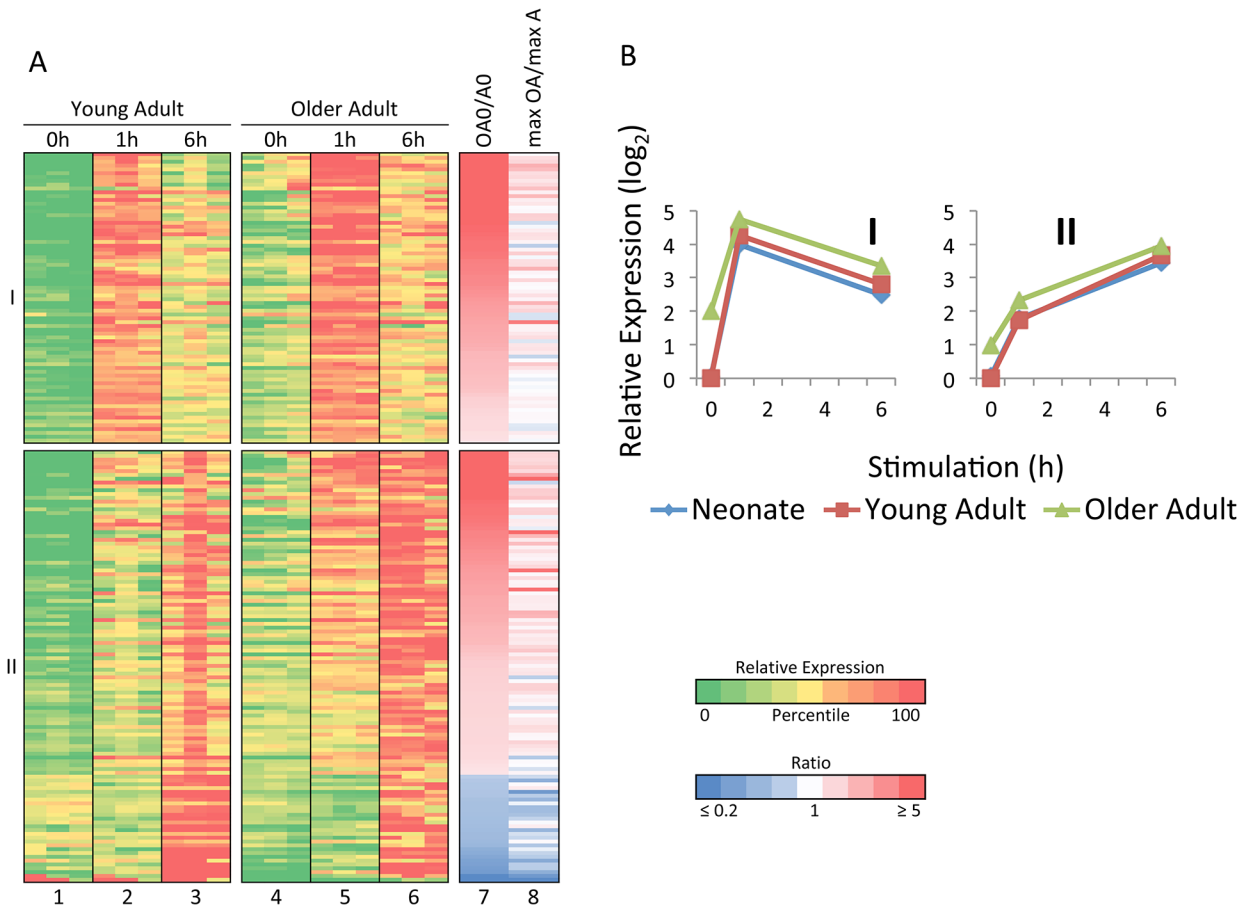 A
Young Adult
Older Adult
0h 1h 6h
0h 1h 6h
OA0/A0
max OA/max A
I
II
1 2 3 4 5 6 7 8
B
Relative Expression (log2)
5
4
3
2
1
0
0 2 4 6
I
5
4
3
2
1
0
0 2 4 6
II
Stimulation (h)
Neonate Young Adult Older Adult
Relative Expression
0 Percentile 100
Ratio
≤ 0.2 1 ≥ 5